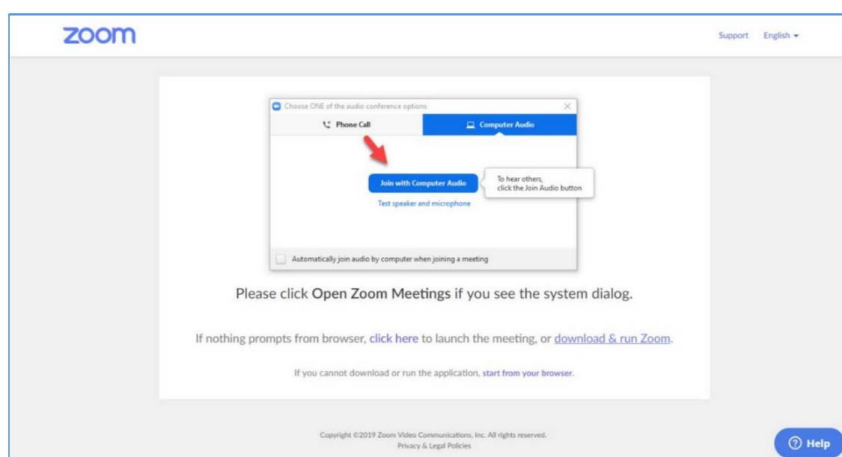 zoom
Support English
Choose ONE of the audio conference options
Phone Call Computer Audio
Join with Computer Audio
To hear others,
click the Join Audio button
Test speaker and microphone
Automatically join audio by computer when joining a meeting
Please click Open Zoom Meetings if you see the system dialog.
If nothing prompts from browser, click here to launch the meeting, or download & run Zoom.
If you cannot download or run the application, start from your browser.
Copyright ©2019 Zoom Video Communications, Inc. All rights reserved.
Privacy & Legal Policies
Help